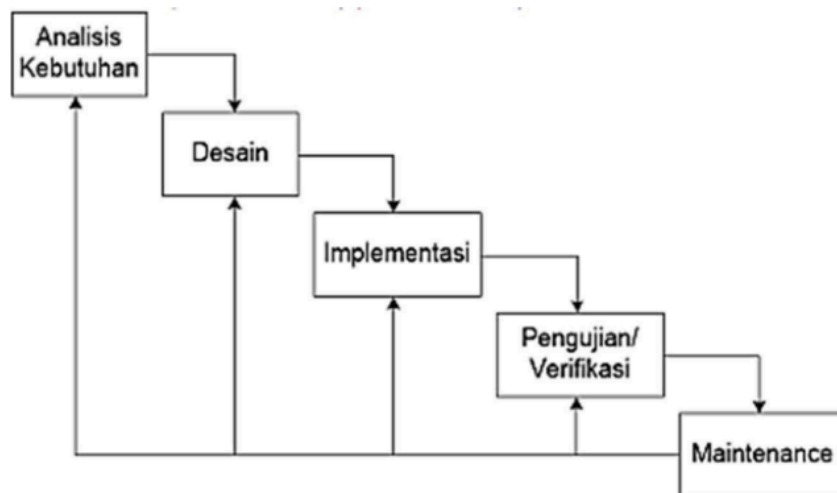 Analisis
Kebutuhan
Desain
Implementasi
Pengujian/
Verifikasi
Maintenance